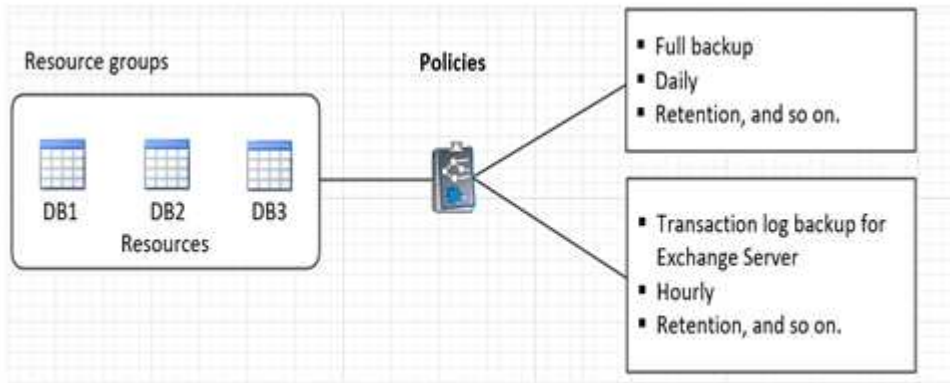 Resource groups
DB1 DB2 DB3
Resources
Policies
▪ Full backup
▪ Daily
▪ Retention, and so on.
▪ Transaction log backup for
Exchange Server
▪ Hourly
▪ Retention, and so on.